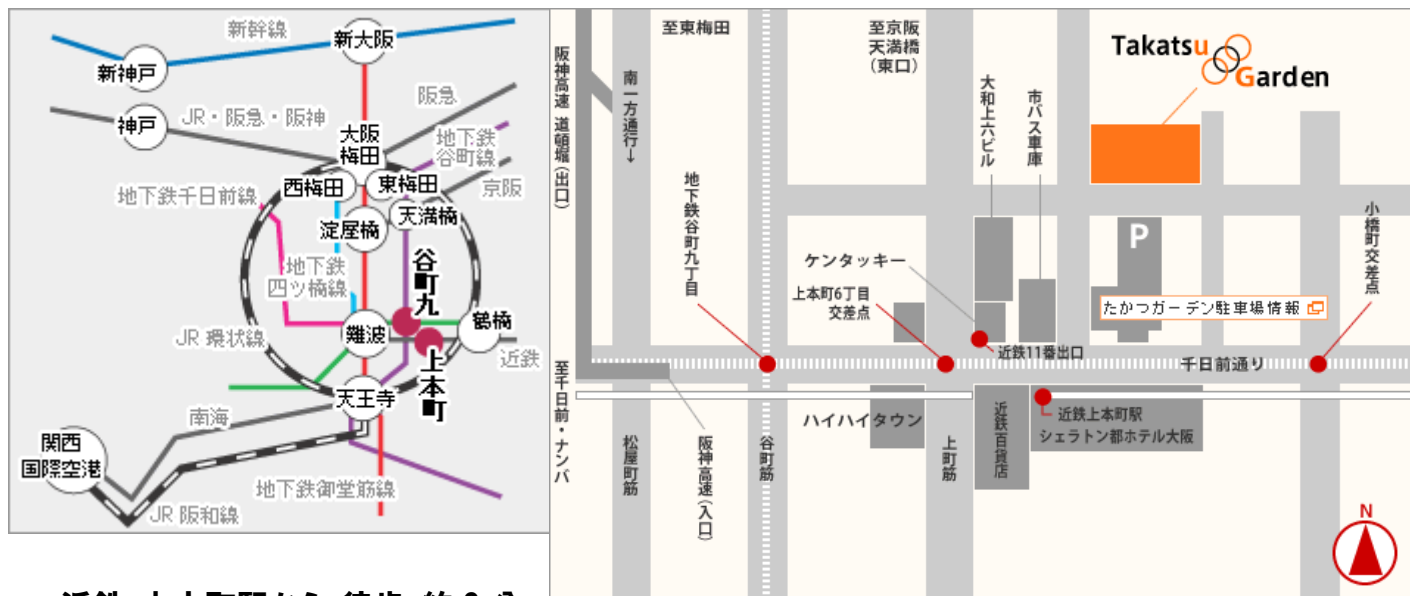 新幹線
新大阪
新神戸
神戸
JR・阪急・阪神
阪急
大阪
梅田
地下鉄
谷町線
西梅田
東梅田
京阪
地下鉄千日前線
天満橋
淀屋橋
地下鉄
四ツ橋線
谷町九
難波
鶴橋
JR 環状線
近鉄
上本町
天王寺
南海
関西
国際空港
地下鉄御堂筋線
JR 阪和線
阪神高速 道頓堀(出口)
南一方通行→
至東梅田
至京阪
天満橋
(東口)
Takatsu
Garden
大和上六ビル
市バス車庫
地下鉄谷町九丁目
小橋町交差点
P
ケンタッキー
上本町6丁目
交差点
たかつガーデン駐車場情報
近鉄11番出口
千日前通り
至千日前・ナンバ
ハイハイタウン
近鉄百貨店
近鉄上本町駅
シェラトン都ホテル大阪
松屋町筋
阪神高速(入口)
谷町筋
上町筋
N